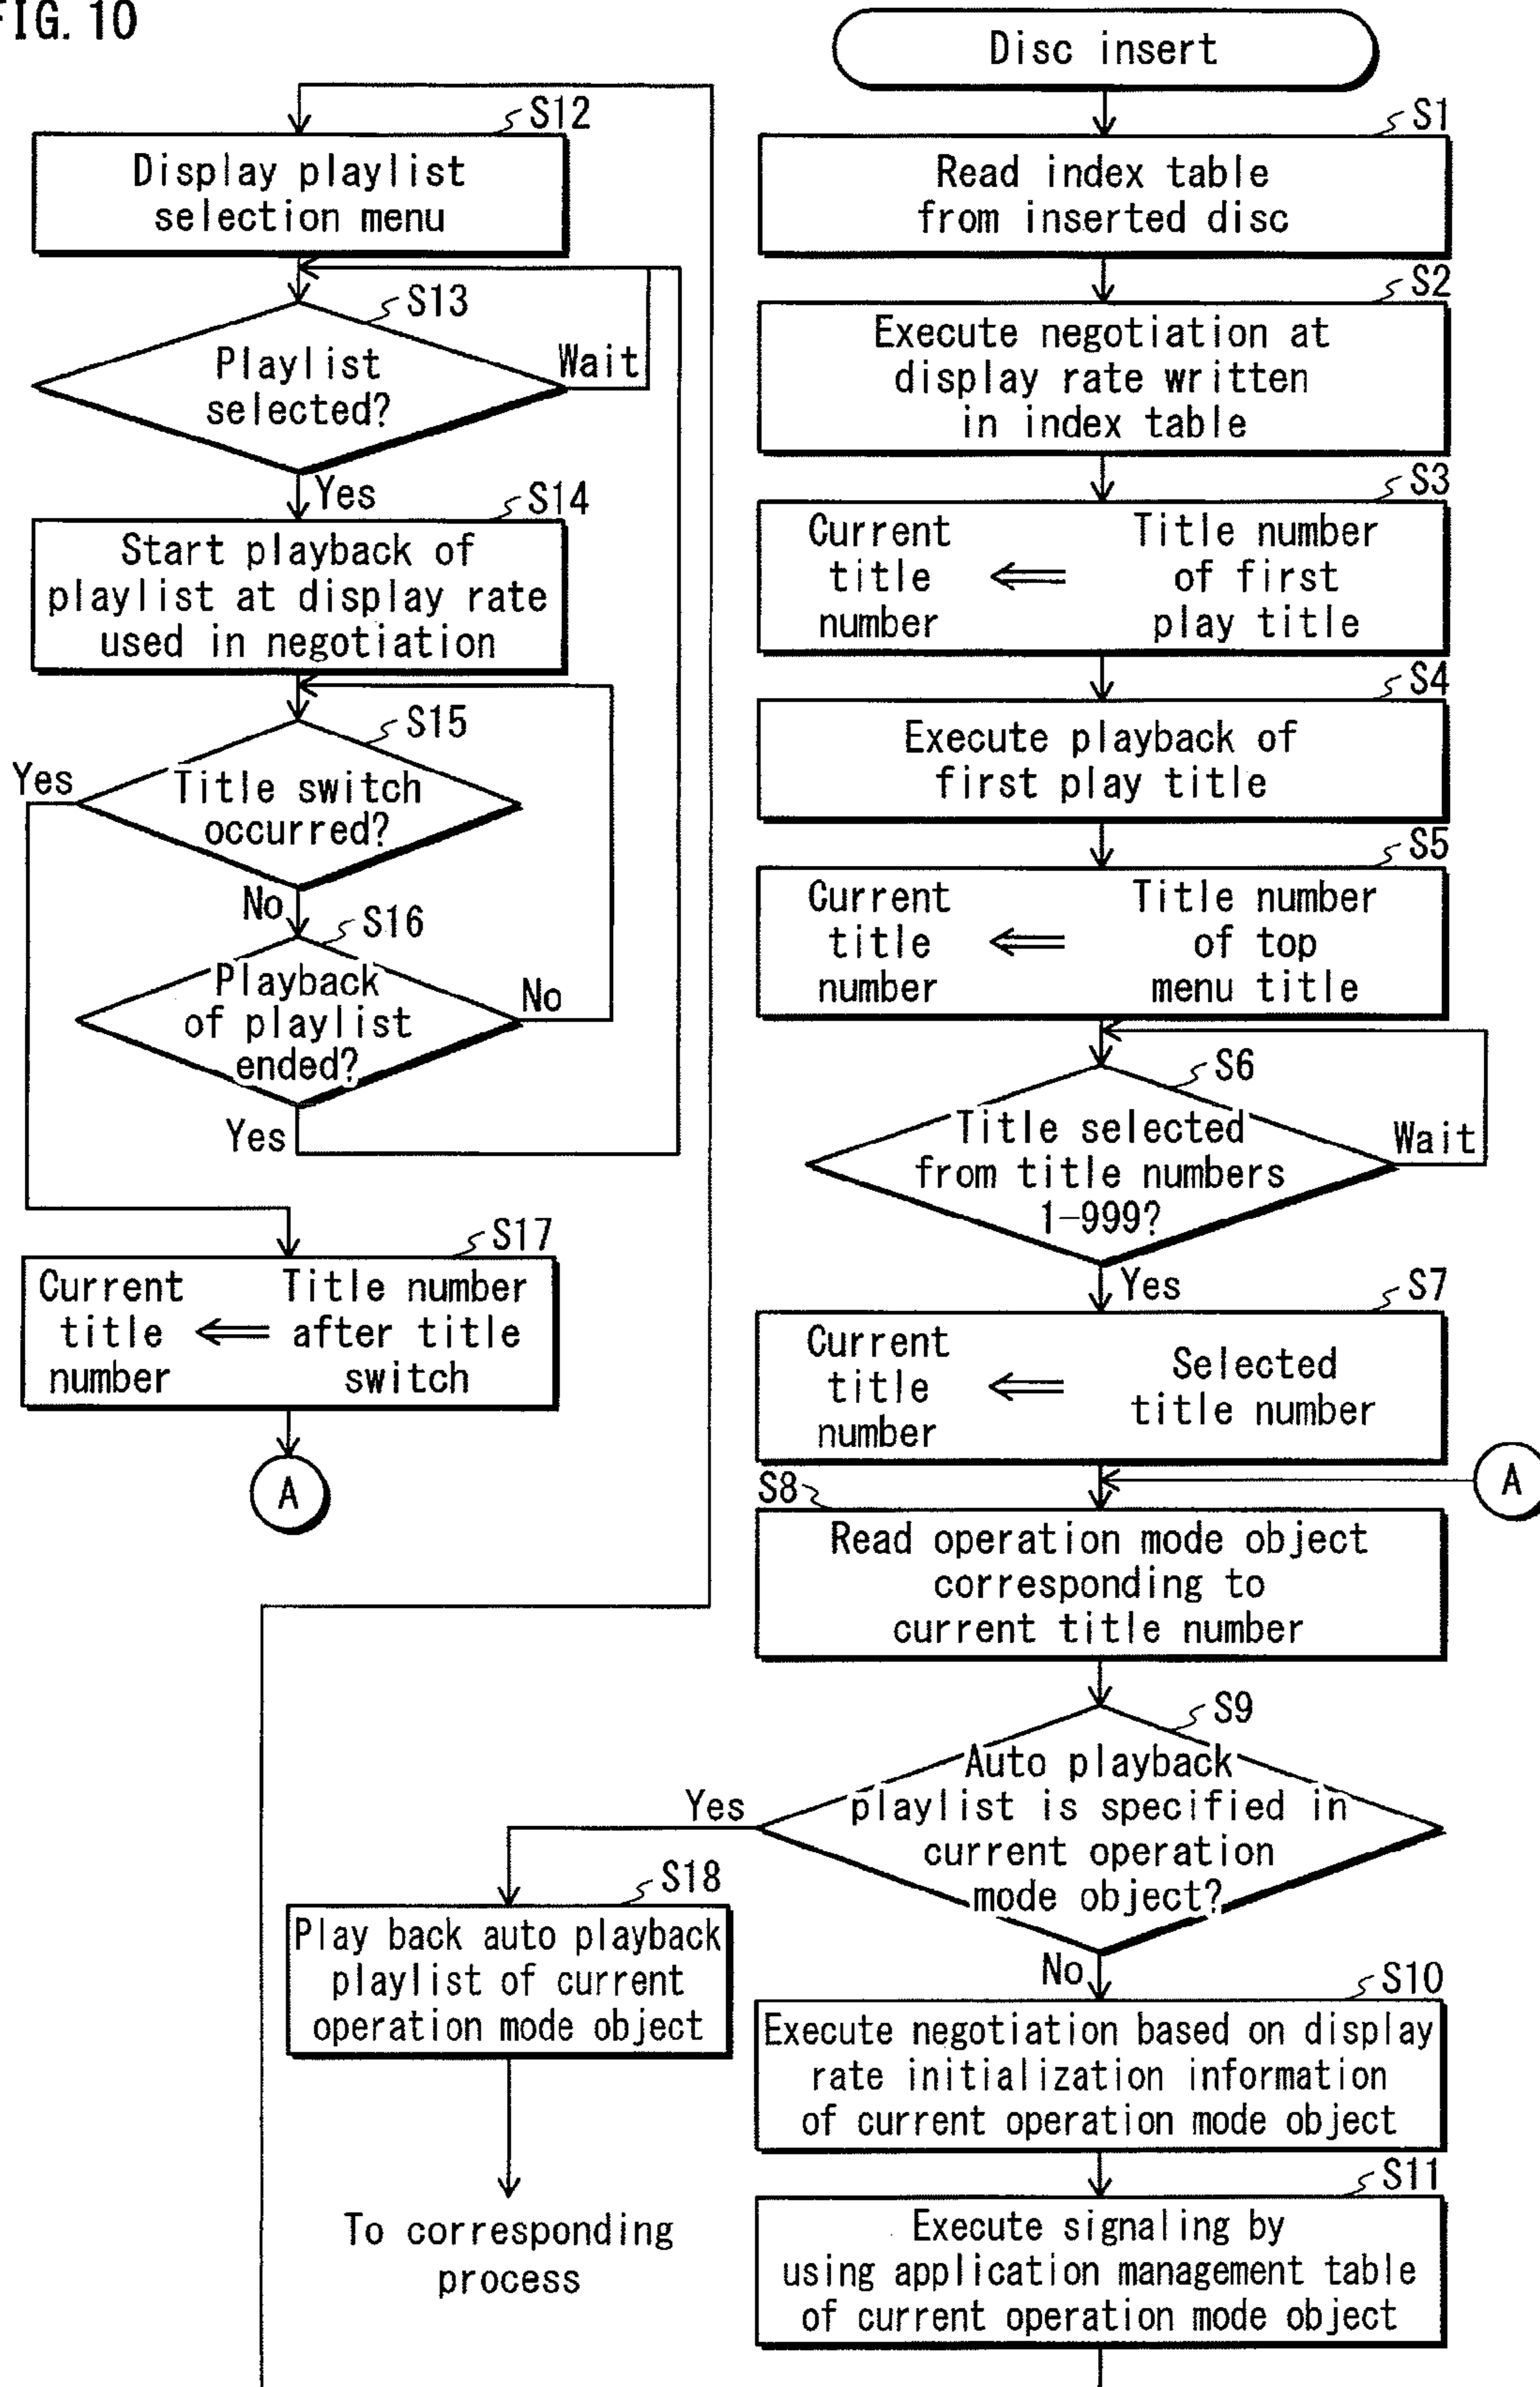 FIG. 10
Disc insert
S1
Read index table
from inserted disc
S2
Execute negotiation at
display rate written
in index table
S3
Current
title
number
⇐
Title number
of first
play title
S4
Execute playback of
first play title
S5
Current
title
number
⇐
Title number
of top
menu title
S6
Title selected
from title numbers
1-999?
Wait
Yes
S7
Current
title
number
⇐
Selected
title number
A
S8
Read operation mode object
corresponding to
current title number
S9
Auto playback
playlist is specified in
current operation
mode object?
Yes
No
S18
Play back auto playback
playlist of current
operation mode object
To corresponding
process
S10
Execute negotiation based on display
rate initialization information
of current operation mode object
S11
Execute signaling by
using application management table
of current operation mode object
S12
Display playlist
selection menu
S13
Playlist
selected?
Wait
Yes
S14
Start playback of
playlist at display rate
used in negotiation
S15
Title switch
occurred?
Yes
No
S16
Playback
of playlist
ended?
No
Yes
S17
Current
title
number
⇐
Title number
after title
switch
A